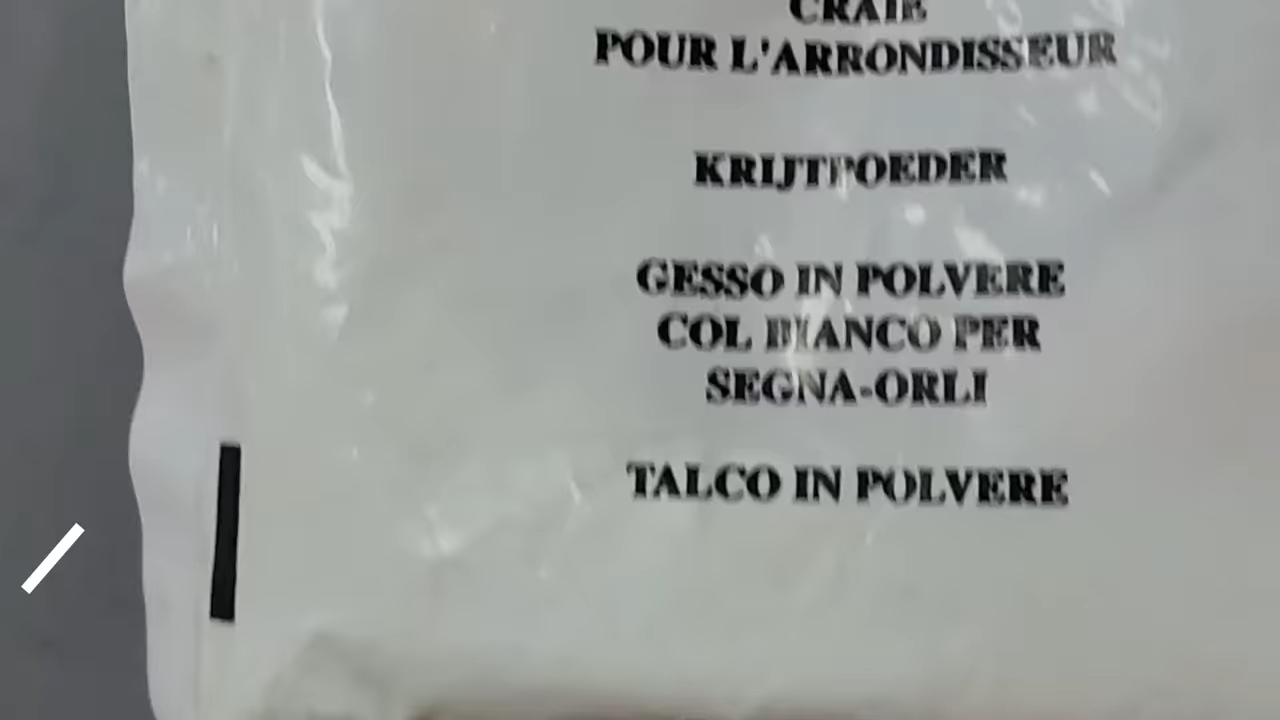 CRAIE
POUR L'ARRONDISSEUR
KRIJTPOEDER
GESSO IN POLVERE
COL BIANCO PER
SEGNA-ORLI
TALCO IN POLVERE